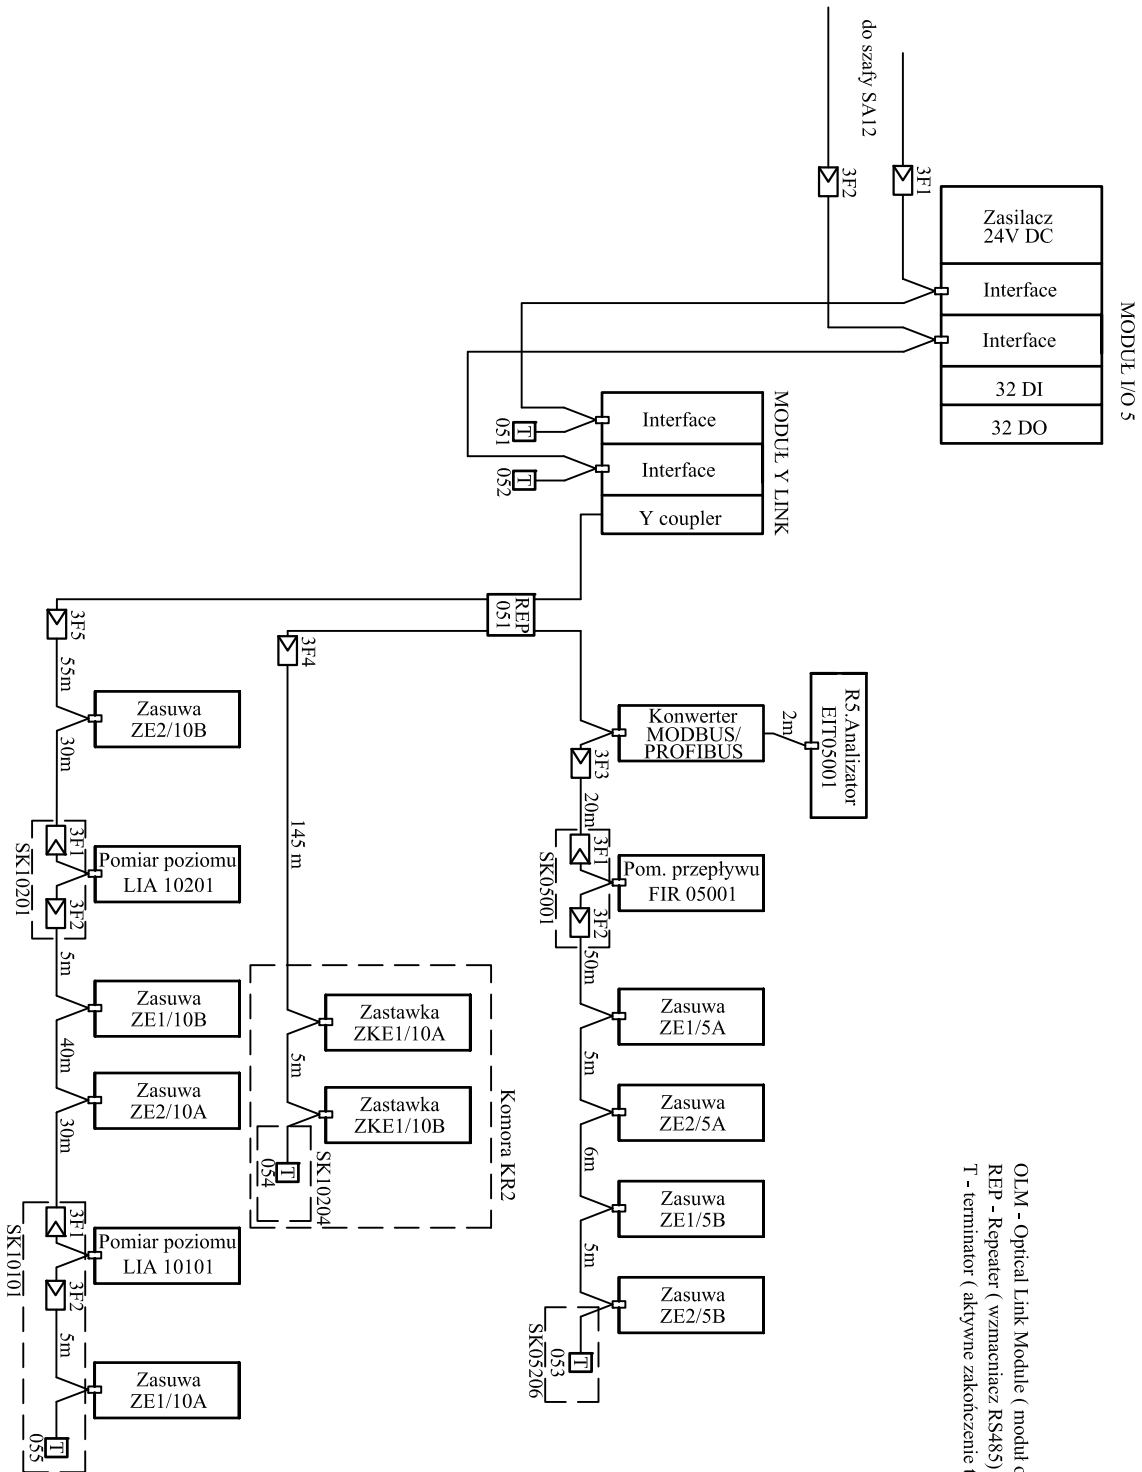 do szafy SA12
3F1
3F2
MODUŁ I/O 5
Zasilacz
24V DC
Interface
Interface
32 DI
32 DO
MODUŁ Y LINK
Interface
Interface
Y coupler
T
051
T
052
REP
051
3F5
3F4
R5.Analizator
EIT05001
2m
Konwerter
MODBUS/
PROFIBUS
3F3
20m
3F1
Pom. przepływu
FIR 05001
3F2
SK05001
50m
Zasuwa
ZE1/5A
5m
Zasuwa
ZE2/5A
6m
Zasuwa
ZE1/5B
5m
Zasuwa
ZE2/5B
T
053
SK05206
145 m
Komora KR2
Zastawka
ZKE1/10A
5m
Zastawka
ZKE1/10B
SK10204
T
054
55m
Zasuwa
ZE2/10B
30m
3F1
Pomiar poziomu
LIA 10201
3F2
SK10201
5m
Zasuwa
ZE1/10B
40m
Zasuwa
ZE2/10A
30m
3F1
Pomiar poziomu
LIA 10101
3F2
SK10101
5m
Zasuwa
ZE1/10A
T
055
OLM - Optical Link Module ( moduł
REP - Repeater ( wzmacniacz RS485)
T - terminator ( aktywne zakończenie